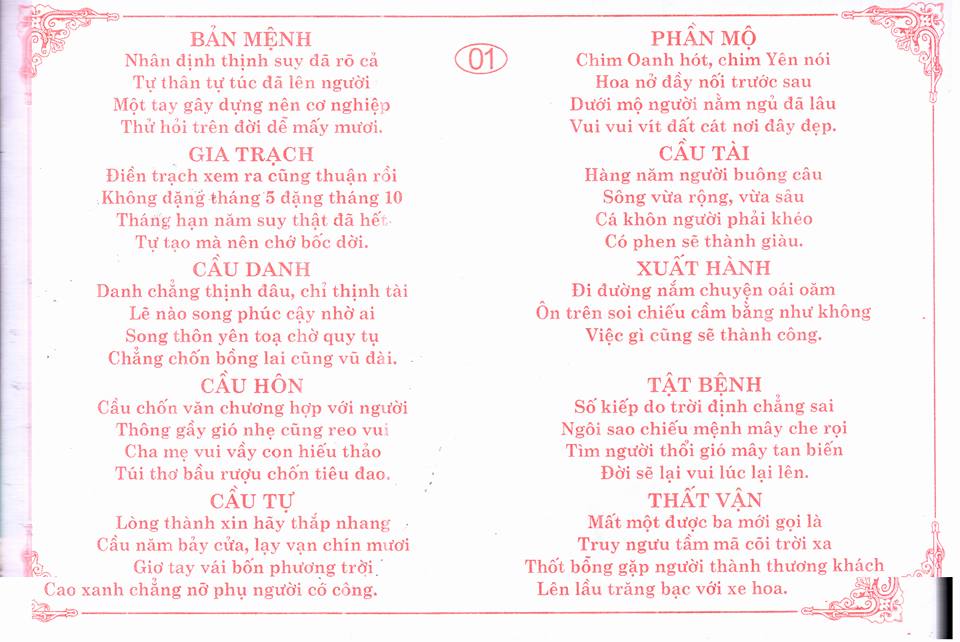 01
BẢN MỆNH
Nhân định thịnh suy đã rõ cả
Tự thân tự túc đã lên người
Một tay gây dựng nên cơ nghiệp
Thử hỏi trên đời dễ mấy mươi.
GIA TRẠCH
Điền trạch xem ra cũng thuận rồi
Không dặng tháng 5 dặng tháng 10
Tháng hạn năm suy thật đã hết
Tự tạo mà nên chớ bốc dời.
CẦU DANH
Danh chẳng thịnh đâu, chỉ thịnh tài
Lẽ nào song phúc cậy nhờ ai
Song thôn yên toạ chờ quy tụ
Chẳng chốn bồng lai cũng vũ đài.
CẦU HÔN
Cầu chốn văn chương hợp với người
Thông gầy gió nhẹ cũng reo vui
Cha mẹ vui vầy con hiếu thảo
Túi thơ bầu rượu chốn tiêu dao.
CẦU TỰ
Lòng thành xin hãy thắp nhang
Cầu năm bảy cửa, lạy vạn chín mươi
Giơ tay vái bốn phương trời
Cao xanh chẳng nỡ phụ người có công.
PHẦN MỘ
Chim Oanh hót, chim Yên nói
Hoa nở đầy nối trước sau
Dưới mộ người nằm ngủ đã lâu
Vui vui vít đất cát nơi đây đẹp.
CẦU TÀI
Hàng năm người buông câu
Sông vừa rộng, vừa sâu
Cá khôn người phải khéo
Có phen sẽ thành giàu.
XUẤT HÀNH
Đi đường nắm chuyện oái oăm
Ôn trên soi chiếu cầm bằng như không
Việc gì cũng sẽ thành công.
TẬT BỆNH
Số kiếp do trời định chẳng sai
Ngôi sao chiếu mệnh mây che rọi
Tìm người thổi gió mây tan biến
Đời sẽ lại vui lúc lại lên.
THẤT VẬN
Mất một được ba mới gọi là
Truy ngưu tầm mã cõi trời xa
Thốt bồng gặp người thành thương khách
Lên lầu trăng bạc với xe hoa.